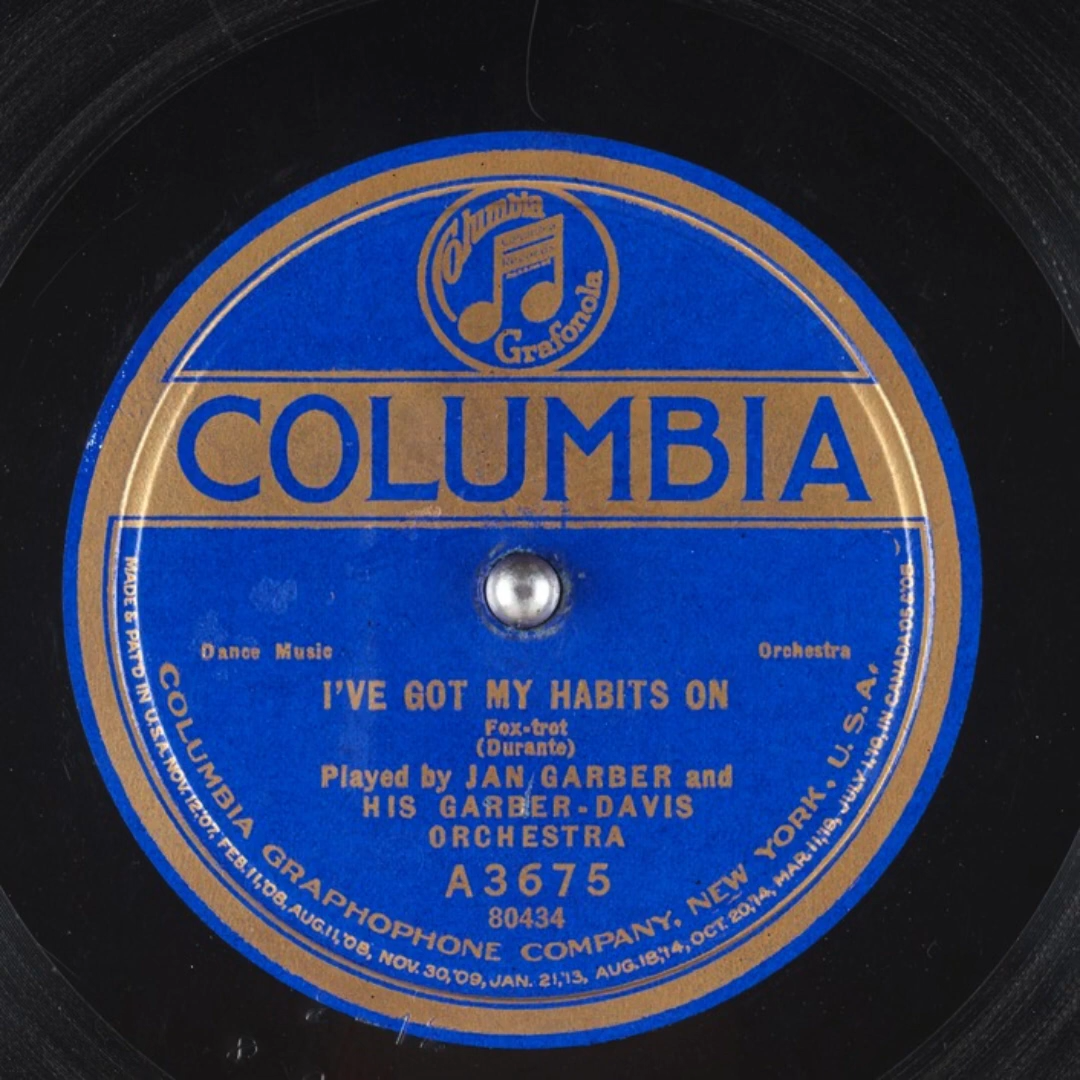 Columbia
Records
Grafonola
COLUMBIA
Dance Music
Orchestra
I'VE GOT MY HABITS ON
Fox-trot
(Durante)
Played by JAN GARBER and
HIS GARBER-DAVIS
ORCHESTRA
A3675
80434
COLUMBIA GRAPHOPHONE COMPANY, NEW YORK, U.S.A.
MADE & PAT'D IN U.S.A. NOV. 12,'07, FEB. 11,'08, AUG. 11,'08, NOV. 30,'09, JAN. 21,'13, AUG. 18,'14, OCT. 20,'14, MAR. 11,'19, JULY 1,'19, IN CANADA '05 & '08